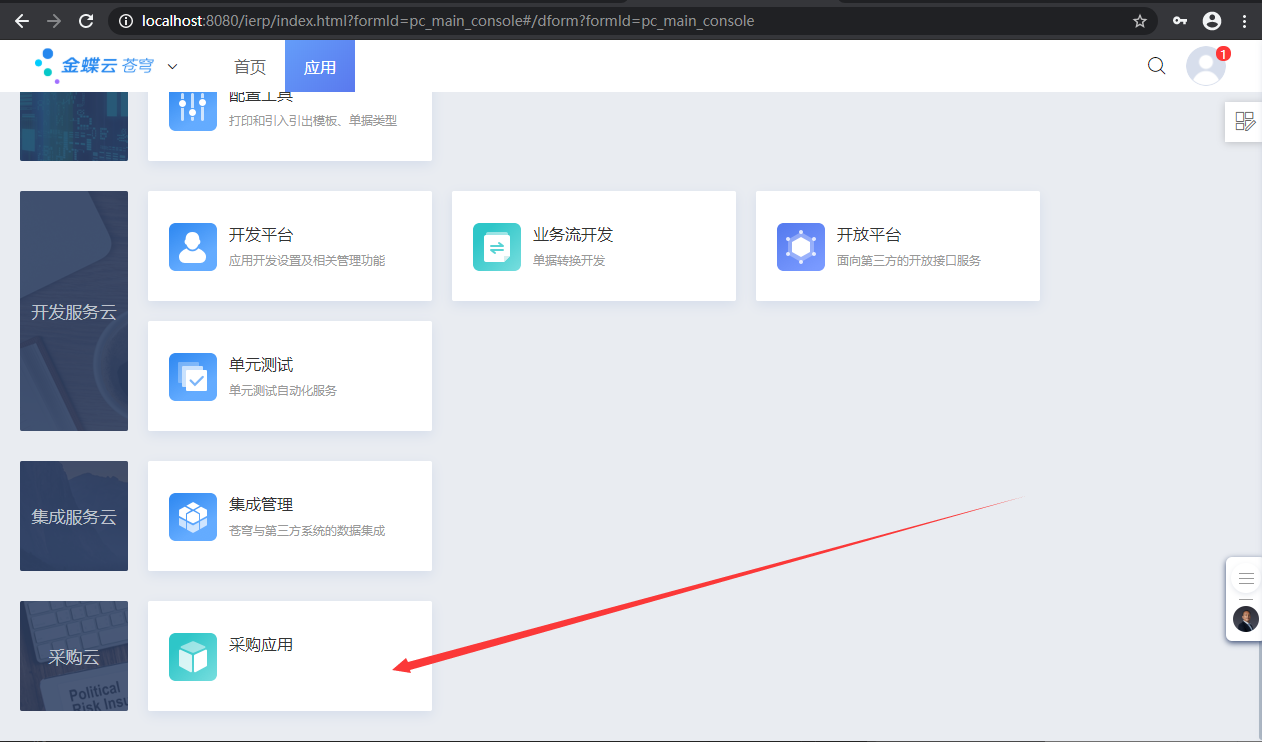 localhost:8080/ierp/index.html?formId=pc_main_console#/dform?formId=pc_main_console
金蝶云 苍穹
首页
应用
1
配置工具
打印和引入引出模板、单据类型
开发服务云
开发平台
应用开发设置及相关管理功能
业务流开发
单据转换开发
开放平台
面向第三方的开放接口服务
单元测试
单元测试自动化服务
集成服务云
集成管理
苍穹与第三方系统的数据集成
采购云
Political
Risk Insu
采购应用